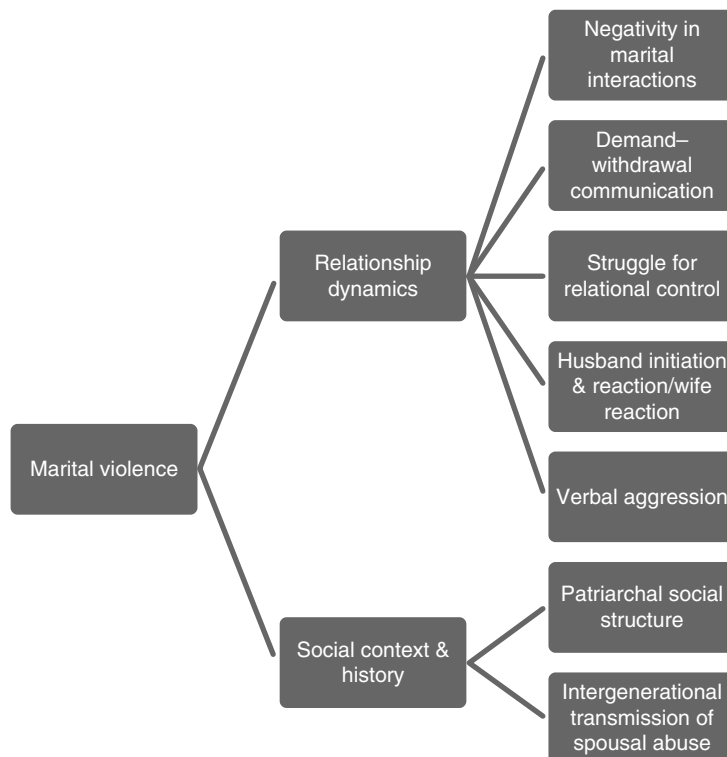 Negativity in
marital
interactions
Demand–
withdrawal
communication
Relationship
dynamics
Struggle for
relational control
Husband initiation
& reaction/wife
reaction
Marital violence
Verbal aggression
Patriarchal social
structure
Social context &
history
Intergenerational
transmission of
spousal abuse